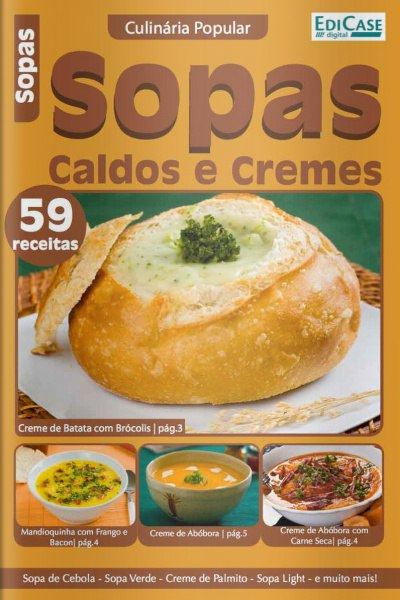 sopas
Culinária Popular
EDICASE
digital
Sopas
Caldos e Cremes
59
receitas
Creme de Batata com Brócolis | pág.3
Mandioquinha com Frango e
Bacon| pág.4
Creme de Abóbora | pág.5
Creme de Abóbora com
Carne Seca| pág.4
Sopa de Cebola - Sopa Verde - Creme de Palmito - Sopa Light - e muito mais!